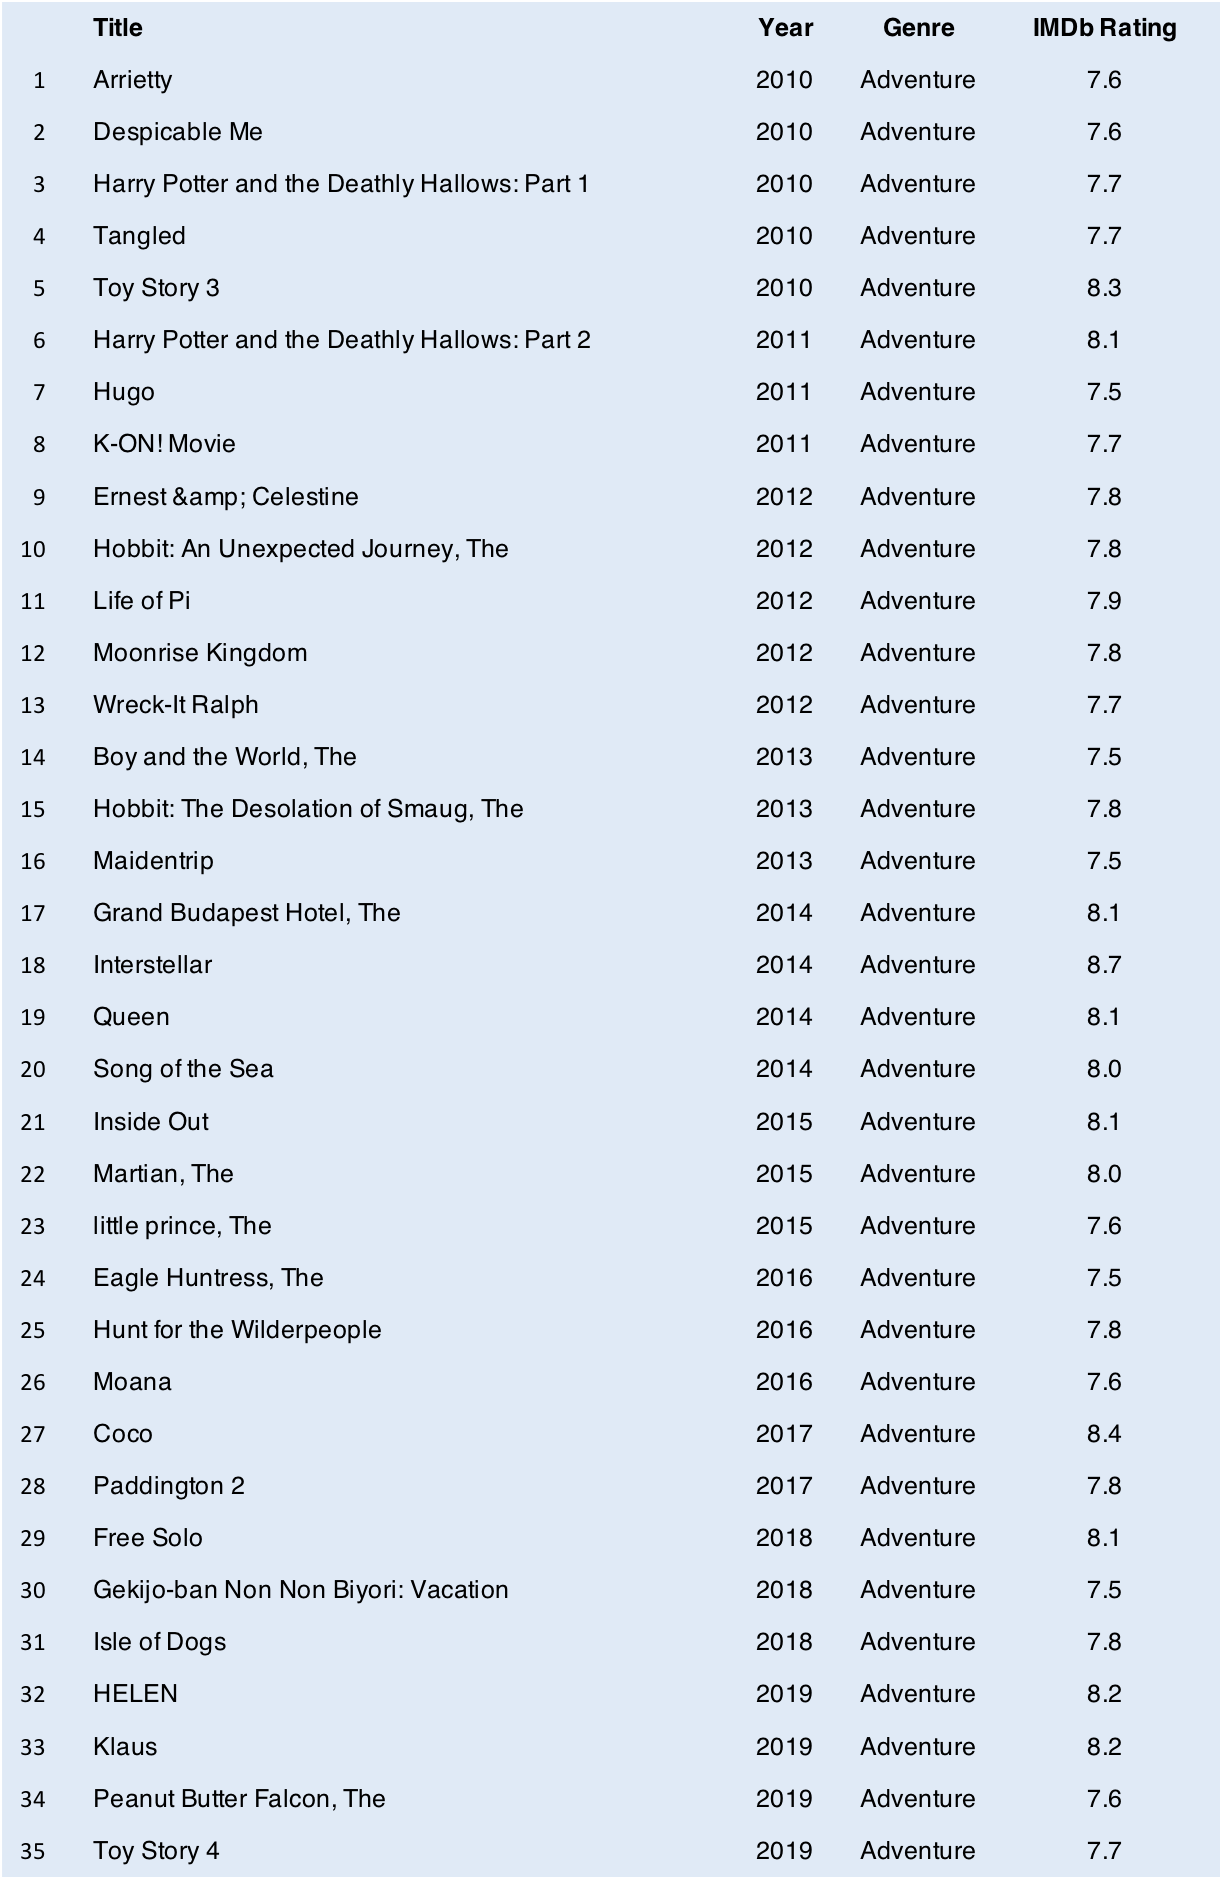 Title Year Genre IMDb Rating
1 Arrietty 2010 Adventure 7.6
2 Despicable Me 2010 Adventure 7.6
3 Harry Potter and the Deathly Hallows: Part 1 2010 Adventure 7.7
4 Tangled 2010 Adventure 7.7
5 Toy Story 3 2010 Adventure 8.3
6 Harry Potter and the Deathly Hallows: Part 2 2011 Adventure 8.1
7 Hugo 2011 Adventure 7.5
8 K-ON! Movie 2011 Adventure 7.7
9 Ernest &amp; Celestine 2012 Adventure 7.8
10 Hobbit: An Unexpected Journey, The 2012 Adventure 7.8
11 Life of Pi 2012 Adventure 7.9
12 Moonrise Kingdom 2012 Adventure 7.8
13 Wreck-It Ralph 2012 Adventure 7.7
14 Boy and the World, The 2013 Adventure 7.5
15 Hobbit: The Desolation of Smaug, The 2013 Adventure 7.8
16 Maidentrip 2013 Adventure 7.5
17 Grand Budapest Hotel, The 2014 Adventure 8.1
18 Interstellar 2014 Adventure 8.7
19 Queen 2014 Adventure 8.1
20 Song of the Sea 2014 Adventure 8.0
21 Inside Out 2015 Adventure 8.1
22 Martian, The 2015 Adventure 8.0
23 little prince, The 2015 Adventure 7.6
24 Eagle Huntress, The 2016 Adventure 7.5
25 Hunt for the Wilderpeople 2016 Adventure 7.8
26 Moana 2016 Adventure 7.6
27 Coco 2017 Adventure 8.4
28 Paddington 2 2017 Adventure 7.8
29 Free Solo 2018 Adventure 8.1
30 Gekijo-ban Non Non Biyori: Vacation 2018 Adventure 7.5
31 Isle of Dogs 2018 Adventure 7.8
32 HELEN 2019 Adventure 8.2
33 Klaus 2019 Adventure 8.2
34 Peanut Butter Falcon, The 2019 Adventure 7.6
35 Toy Story 4 2019 Adventure 7.7